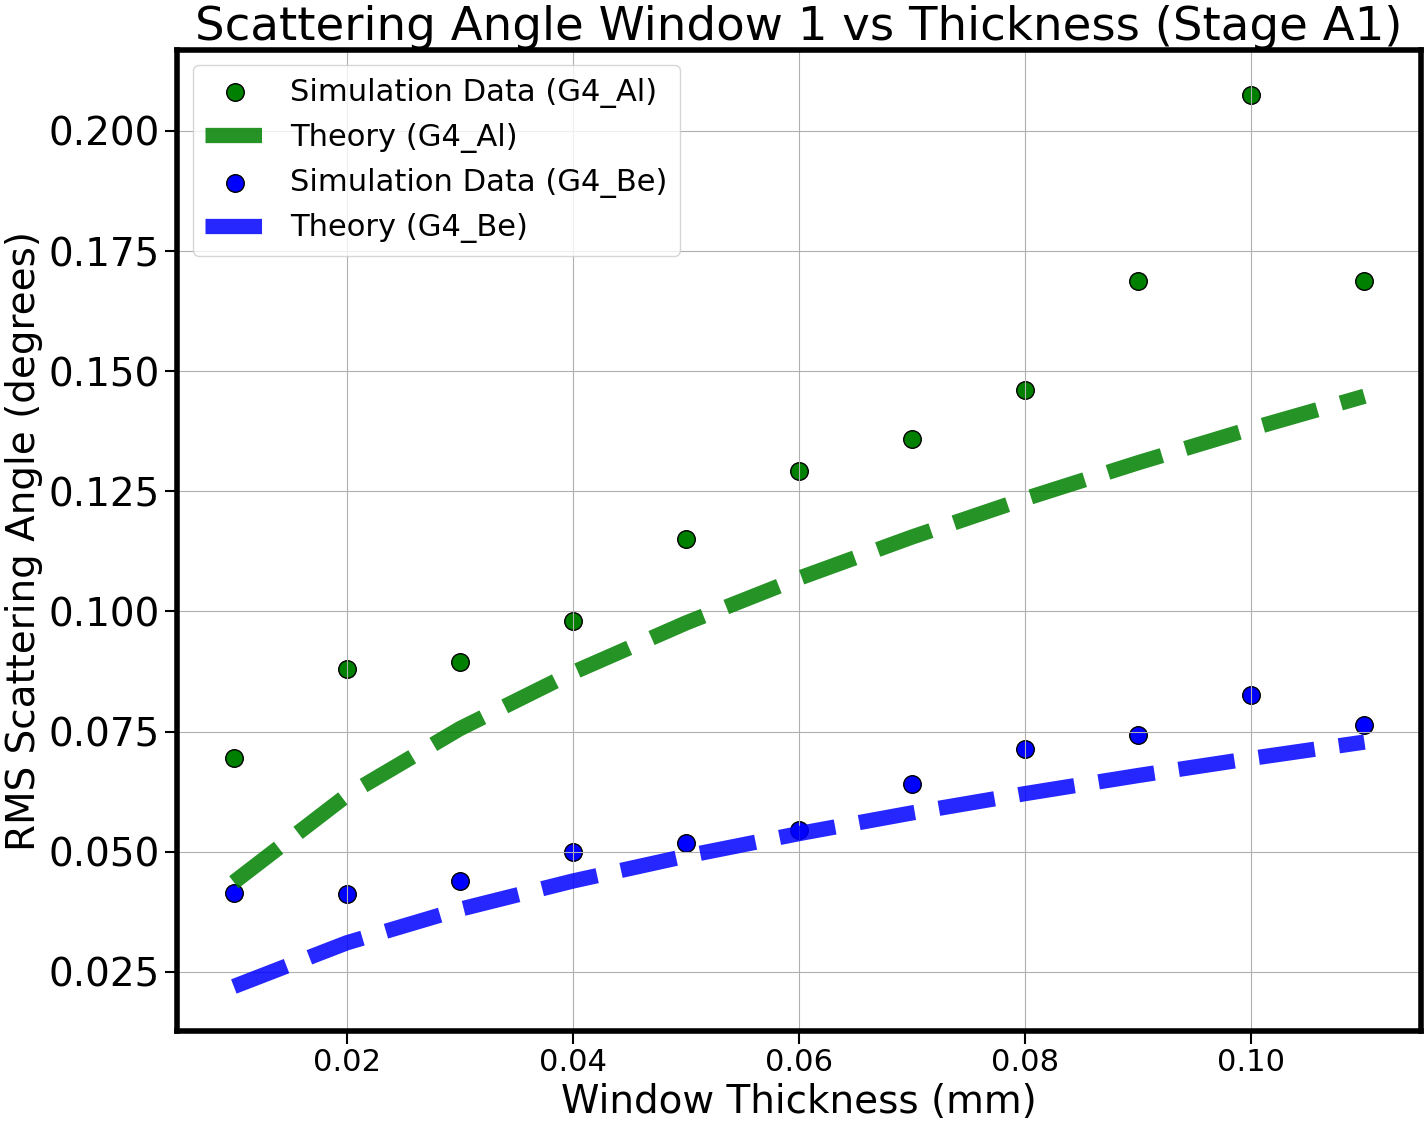 Scattering Angle Window 1 vs Thickness (Stage A1)
Simulation Data (G4_Al)
Theory (G4_Al)
Simulation Data (G4_Be)
Theory (G4_Be)
RMS Scattering Angle (degrees)
0.200
0.175
0.150
0.125
0.100
0.075
0.050
0.025
0.02
0.04
0.06
0.08
0.10
Window Thickness (mm)